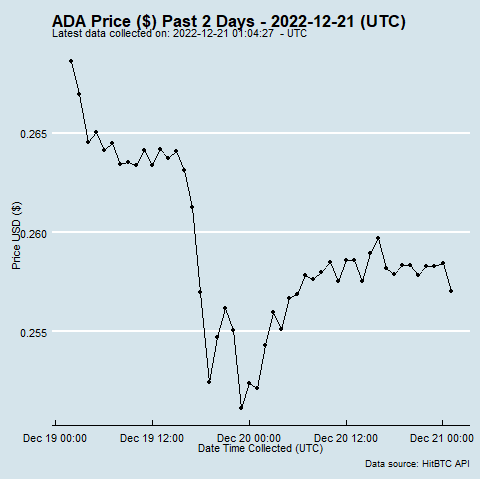 ADA Price ($) Past 2 Days - 2022-12-21 (UTC)
Latest data collected on: 2022-12-21 01:04:27 - UTC
0.265
0.260
0.255
Price USD ($)
Dec 19 00:00 Dec 19 12:00 Dec 20 00:00 Dec 20 12:00 Dec 21 00:00
Date Time Collected (UTC)
Data source: HitBTC API